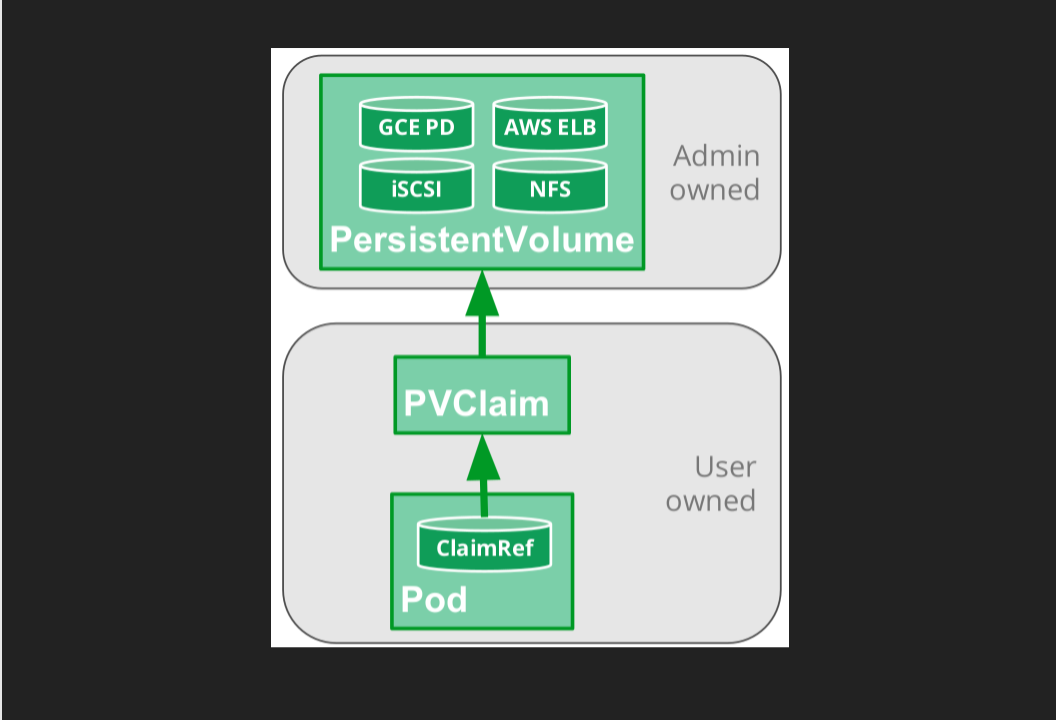 GCE PD
AWS ELB
iSCSI
NFS
PersistentVolume
Admin
owned
PVClaim
User
owned
ClaimRef
Pod